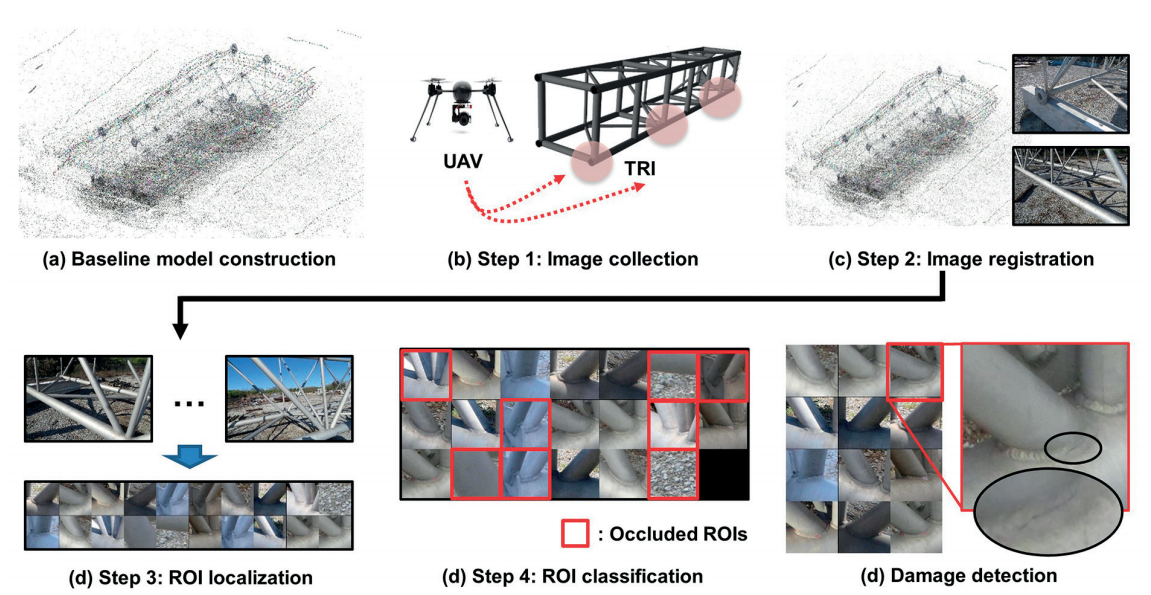 UAV
TRI
(a) Baseline model construction
(b) Step 1: Image collection
(c) Step 2: Image registration
...
: Occluded ROIs
(d) Step 3: ROI localization
(d) Step 4: ROI classification
(d) Damage detection